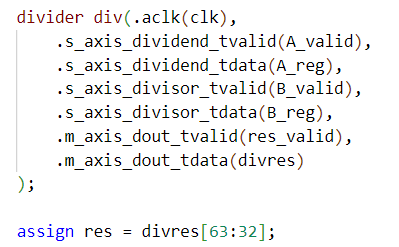 divider div(.aclk(clk),
.s_axis_dividend_tvalid(A_valid),
.s_axis_dividend_tdata(A_reg),
.s_axis_divisor_tvalid(B_valid),
.s_axis_divisor_tdata(B_reg),
.m_axis_dout_tvalid(res_valid),
.m_axis_dout_tdata(divres)
);
assign res = divres[63:32];